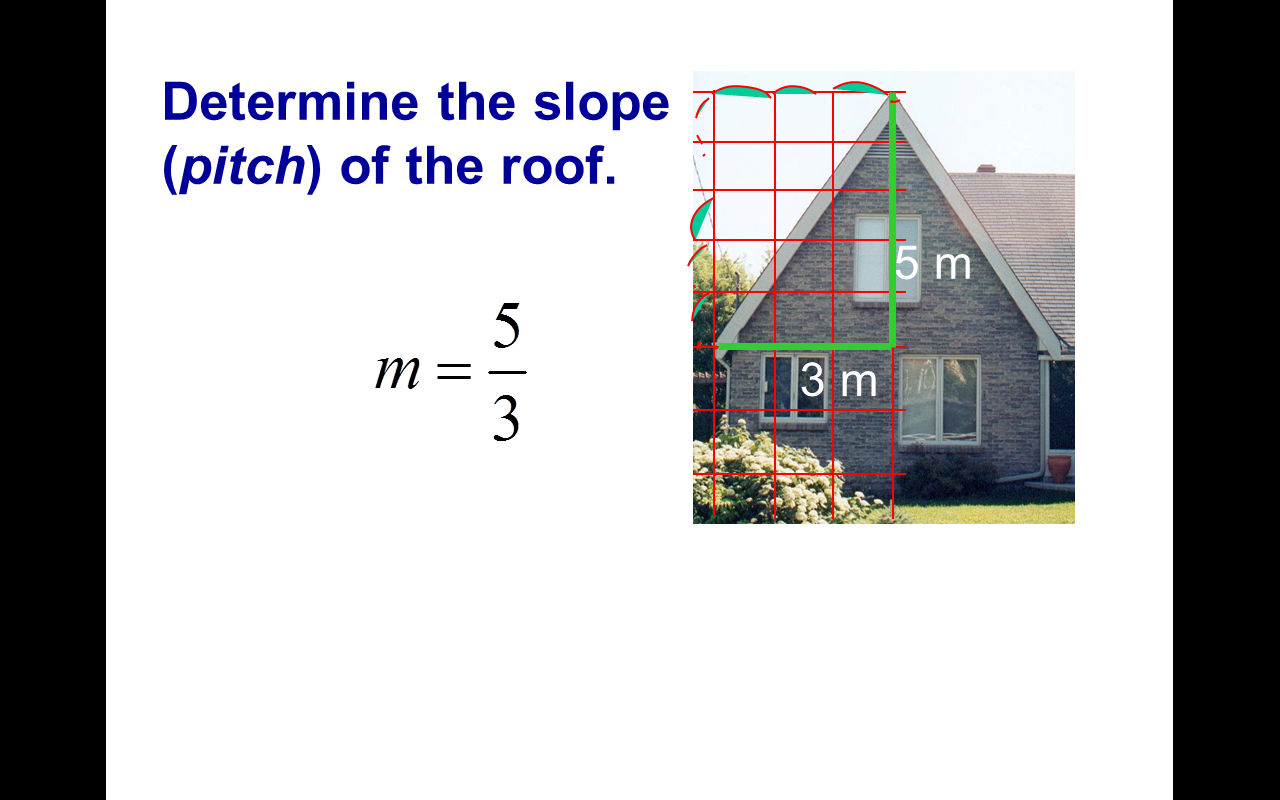 Determine the slope
(pitch) of the roof.
5 m
m = 5/3
3 m